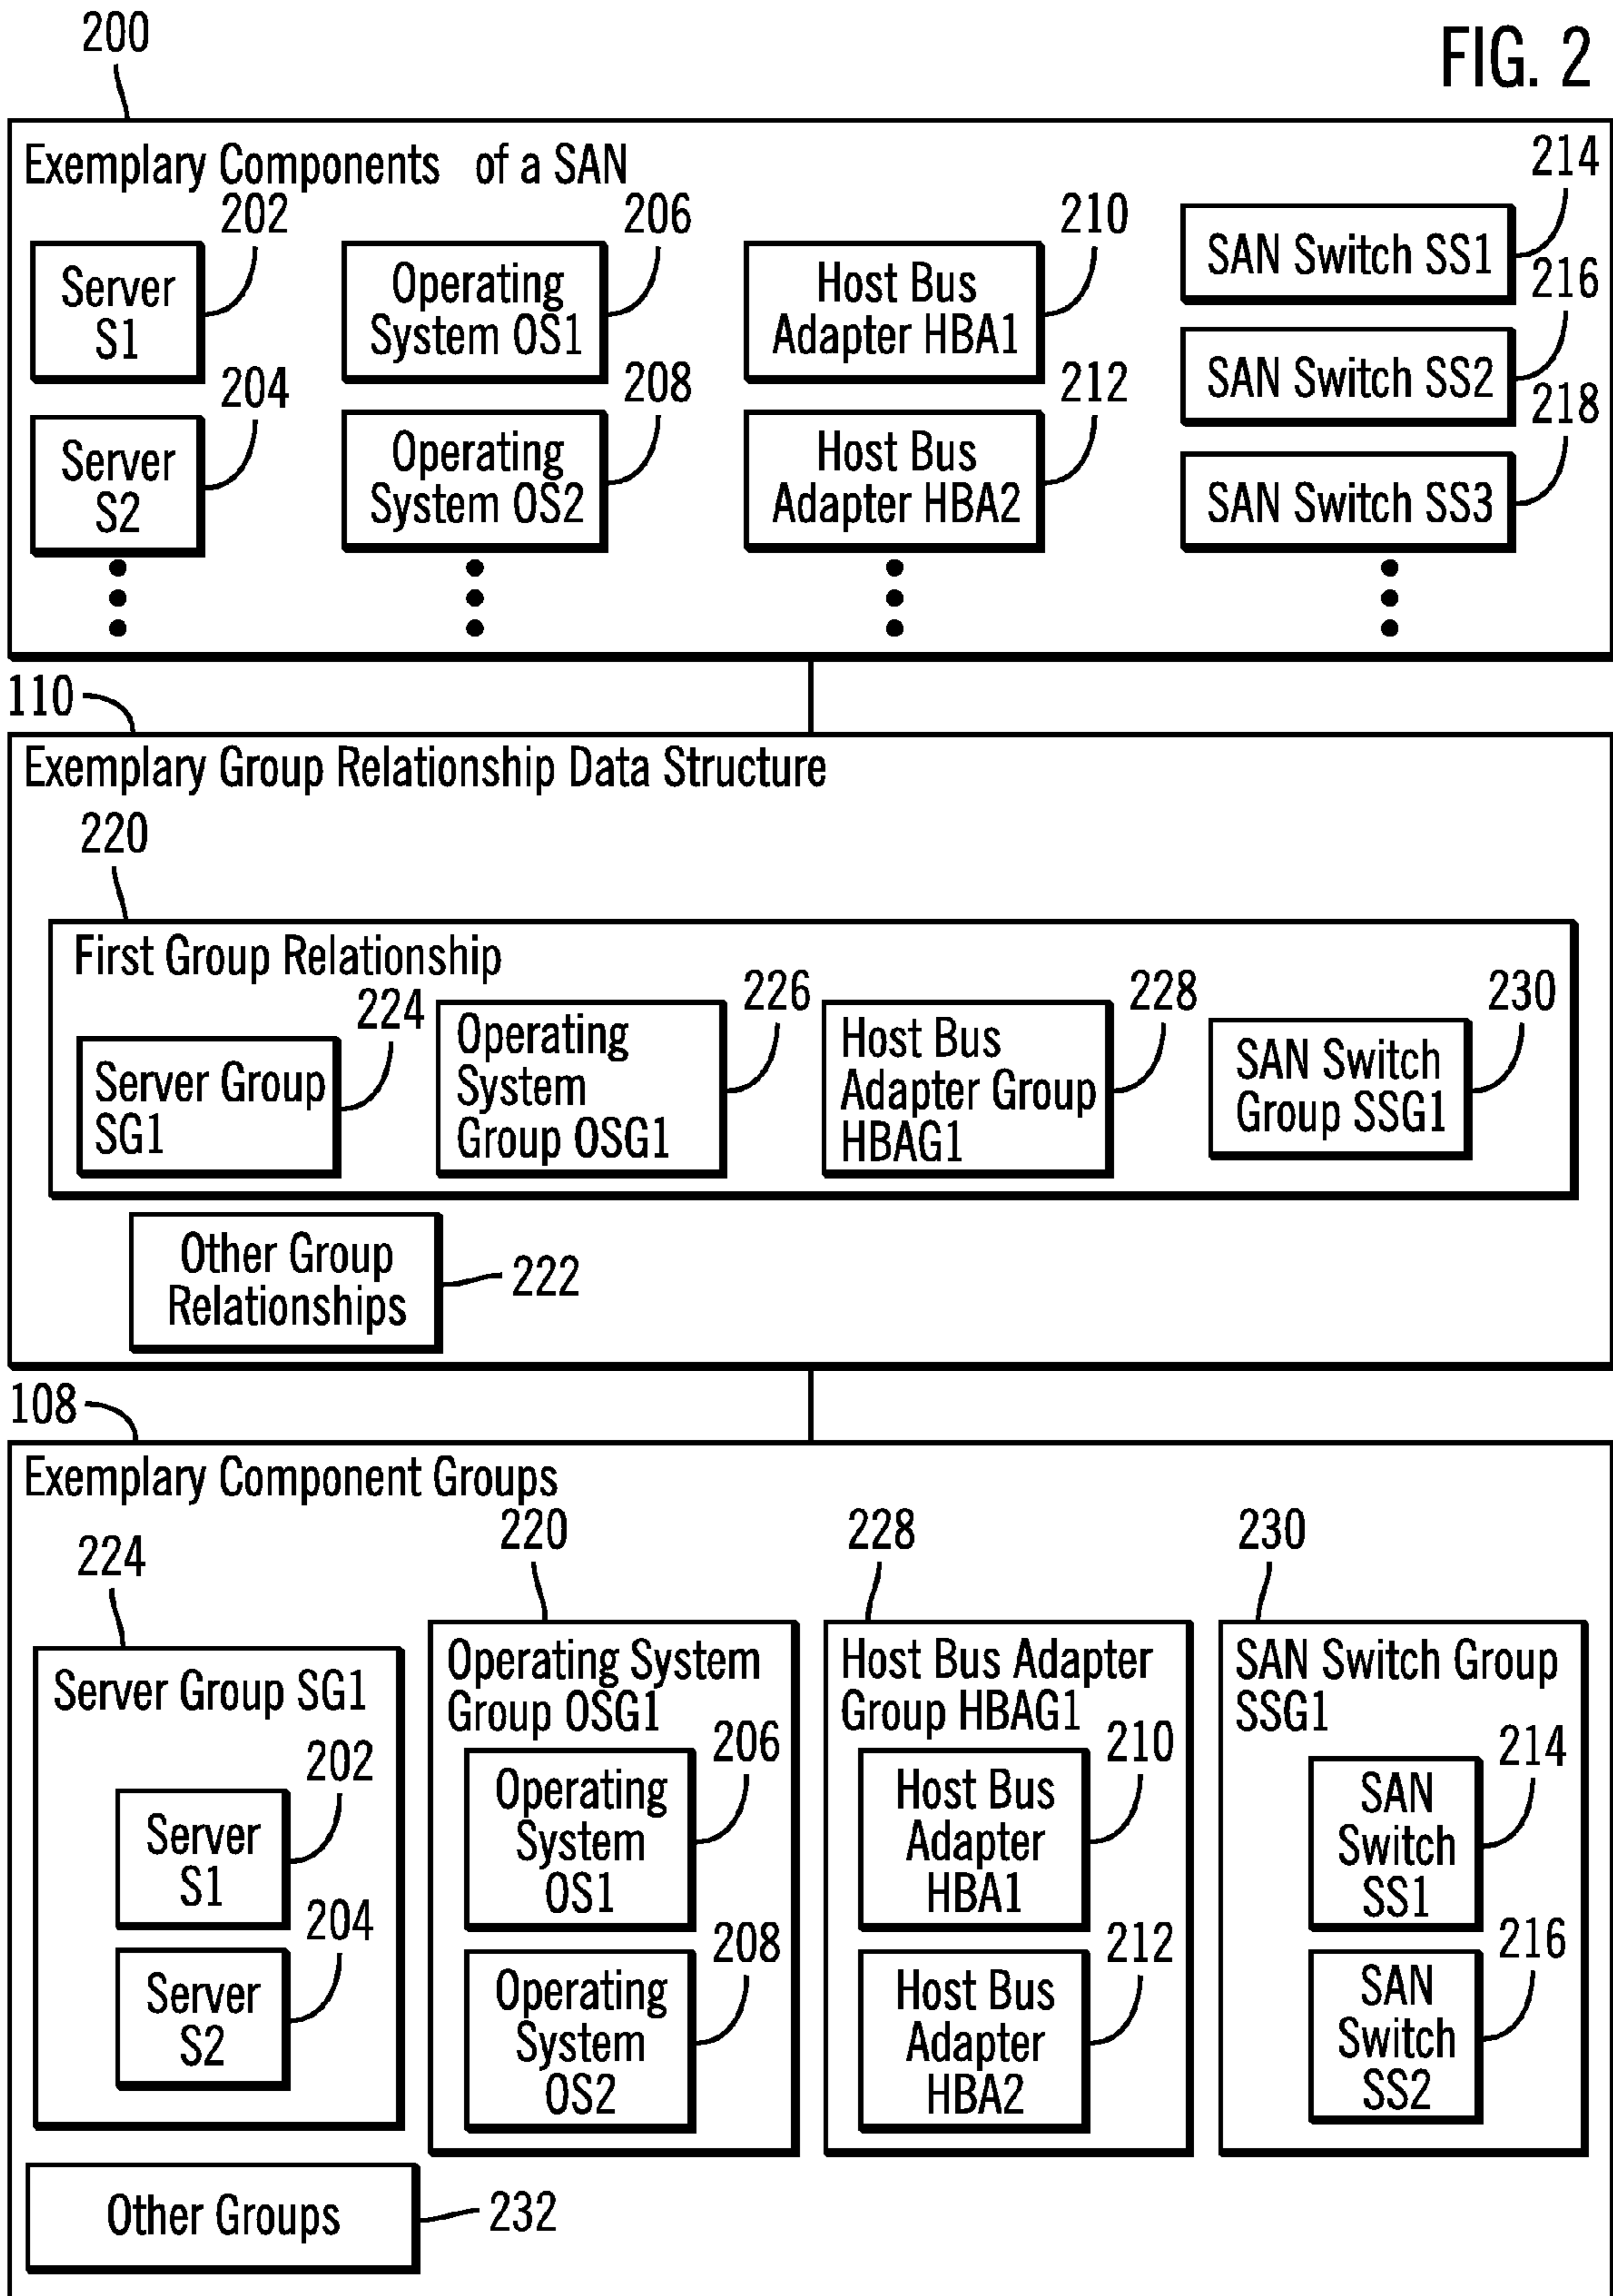 200
FIG. 2
Exemplary Components of a SAN
202
206
210
214
Server
S1
Operating
System OS1
Host Bus
Adapter HBA1
SAN Switch SS1
216
204
208
212
SAN Switch SS2
218
Server
S2
Operating
System OS2
Host Bus
Adapter HBA2
SAN Switch SS3
110
Exemplary Group Relationship Data Structure
220
First Group Relationship
224
226
228
230
Server Group
SG1
Operating
System
Group OSG1
Host Bus
Adapter Group
HBAG1
SAN Switch
Group SSG1
Other Group
Relationships
222
108
Exemplary Component Groups
224
220
228
230
Server Group SG1
Operating System
Group OSG1
Host Bus Adapter
Group HBAG1
SAN Switch Group
SSG1
202
206
210
214
Server
S1
Operating
System
OS1
Host Bus
Adapter
HBA1
SAN
Switch
SS1
204
208
212
216
Server
S2
Operating
System
OS2
Host Bus
Adapter
HBA2
SAN
Switch
SS2
Other Groups
232